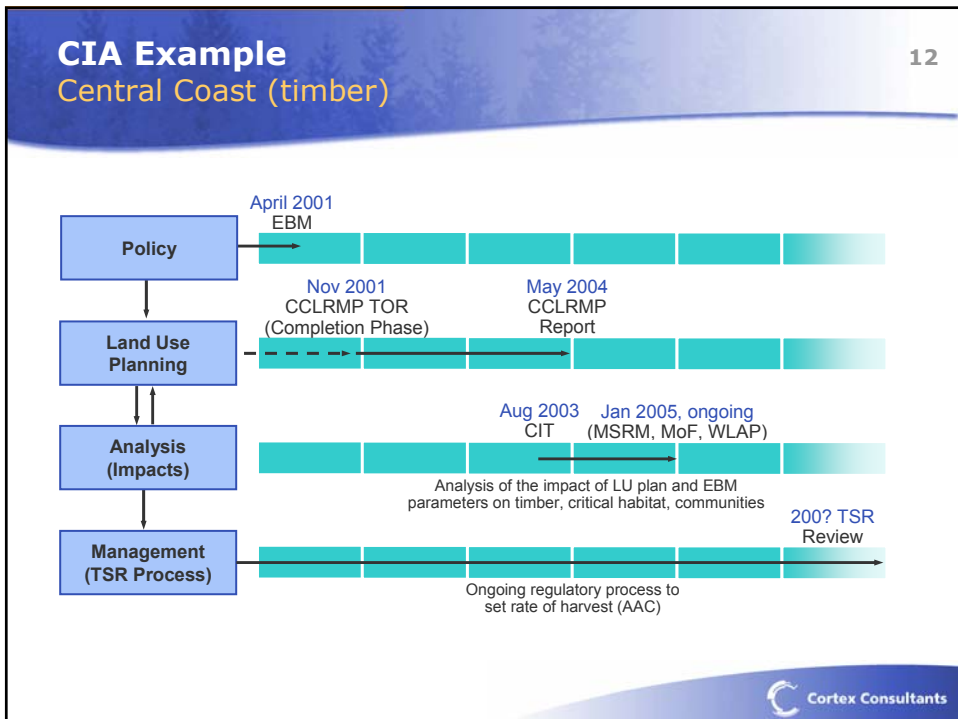 CIA Example
12
Central Coast (timber)
Policy
April 2001
EBM
Land Use
Planning
Nov 2001
CCLRMP TOR
(Completion Phase)
May 2004
CCLRMP
Report
Analysis
(Impacts)
Aug 2003
CIT
Jan 2005, ongoing
(MSRM, MoF, WLAP)
Analysis of the impact of LU plan and EBM
parameters on timber, critical habitat, communities
Management
(TSR Process)
200? TSR
Review
Ongoing regulatory process to
set rate of harvest (AAC)
Cortex Consultants